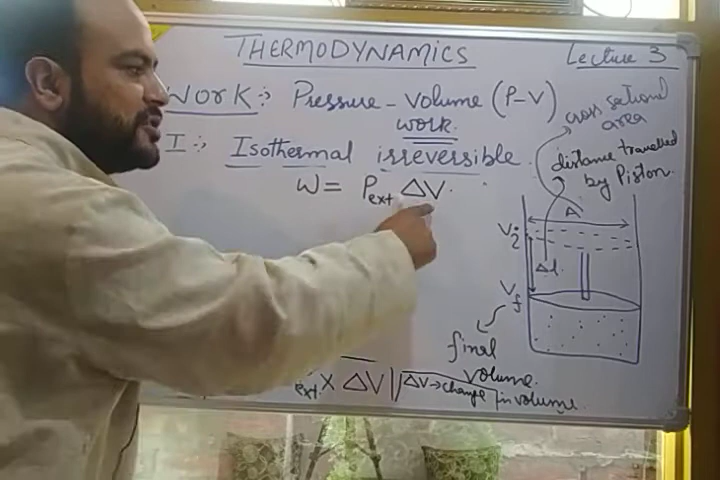 THERMODYNAMICS
Lecture 3
Work:- Pressure - Volume (P-V)
work.
I :- Isothermal irreversible.
W = Pext ΔV.
cross sectional
area
distance travelled
by Piston.
A
Vi
Δl.
Vf
final
volume.
ext. × ΔV | ΔV → change in volume.